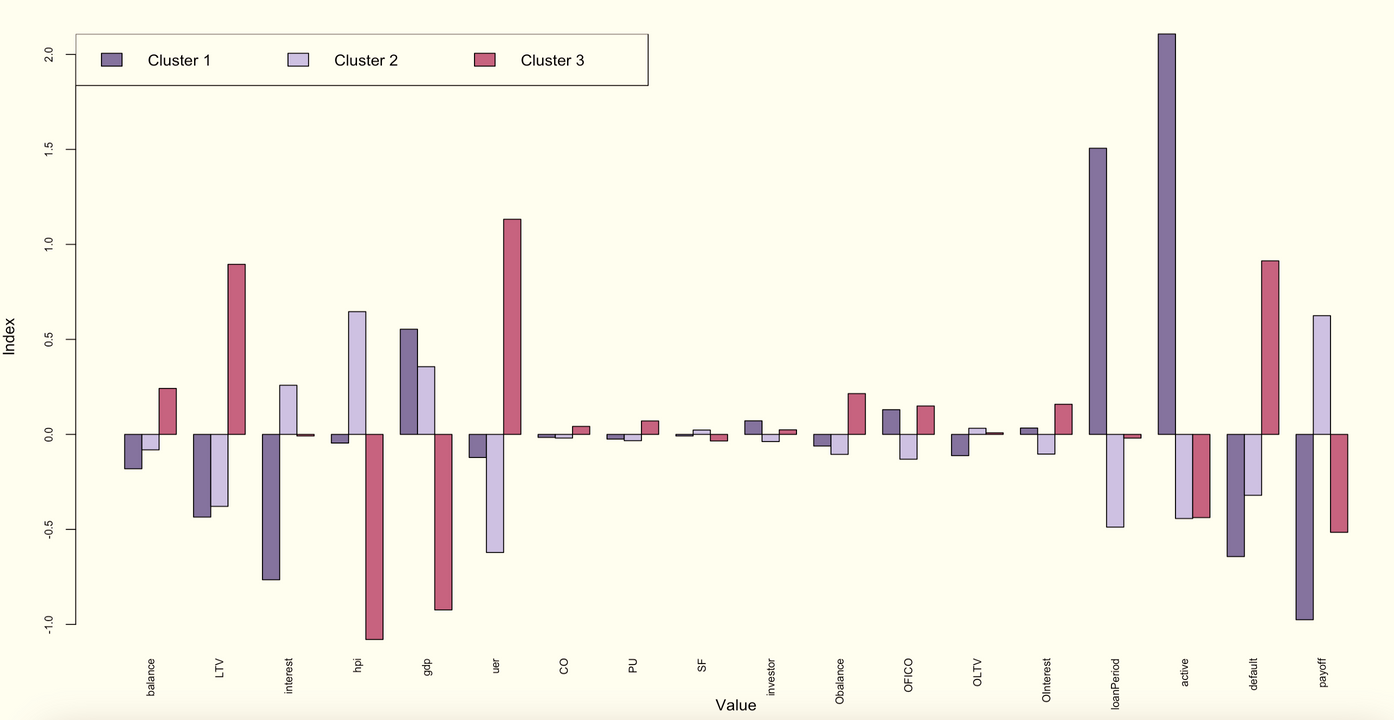 Cluster 1 Cluster 2 Cluster 3
2.0
1.5
1.0
0.5
0.0
-0.5
-1.0
Index
balance LTV interest hpi gdp uer CO PU SF investor Obalance OFICO OLTV OInterest loanPeriod active default payoff
Value